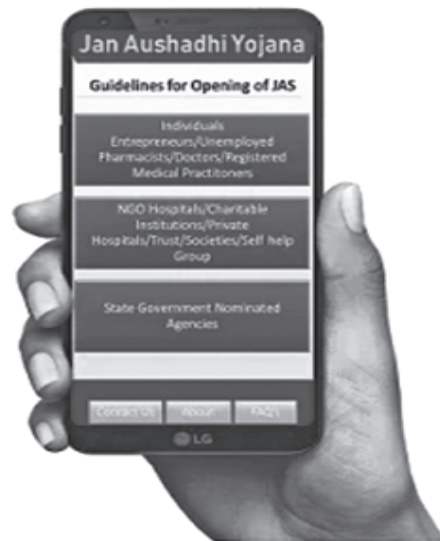 Jan Aushadhi Yojana
Guidelines for Opening of JAS
Individuals
Entrepreneurs/Unemployed
Pharmacists/Doctors/Registered
Medical Practitoners
NGO Hospitals/Charitable
Institutions/Private
Hospitals/Trust/Societies/Self help
Group
State Government Nominated
Agencies
Contact Us About FAQ's
LG